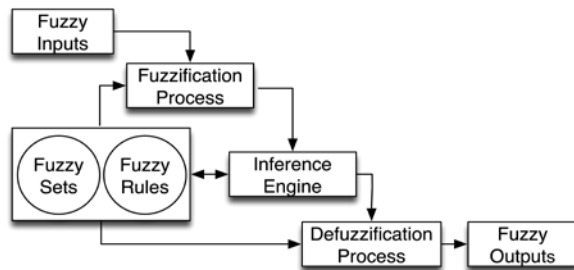 Fuzzy
Inputs
Fuzzification
Process
Fuzzy
Sets
Fuzzy
Rules
Inference
Engine
Defuzzification
Process
Fuzzy
Outputs